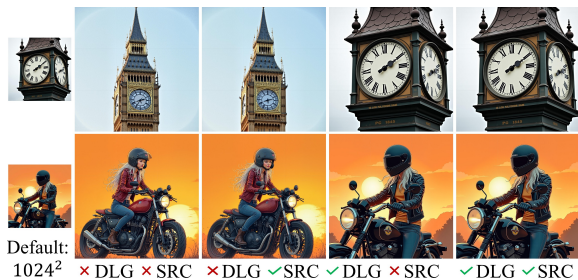 Default:
1024²
✗ DLG ✗ SRC ✗ DLG ✓ SRC ✓ DLG ✗ SRC ✓ DLG ✓ SRC